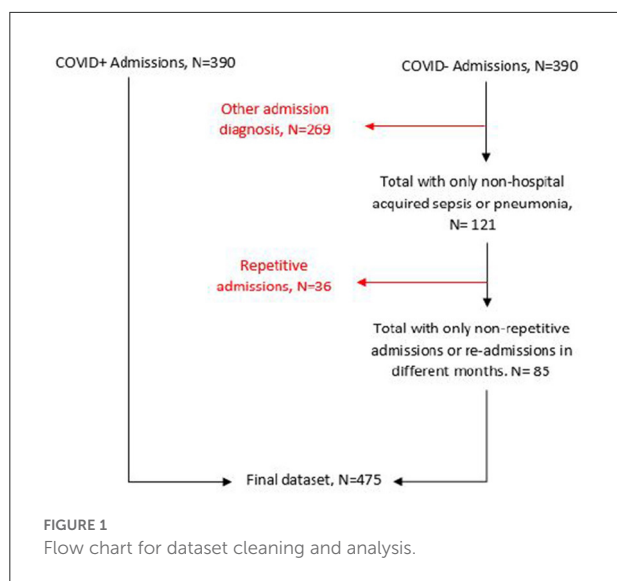 COVID+ Admissions, N=390
COVID- Admissions, N=390
Other admission
diagnosis, N=269
Total with only non-hospital
acquired sepsis or pneumonia,
N= 121
Repetitive
admissions, N=36
Total with only non-repetitive
admissions or re-admissions in
different months. N= 85
Final dataset, N=475
FIGURE 1
Flow chart for dataset cleaning and analysis.